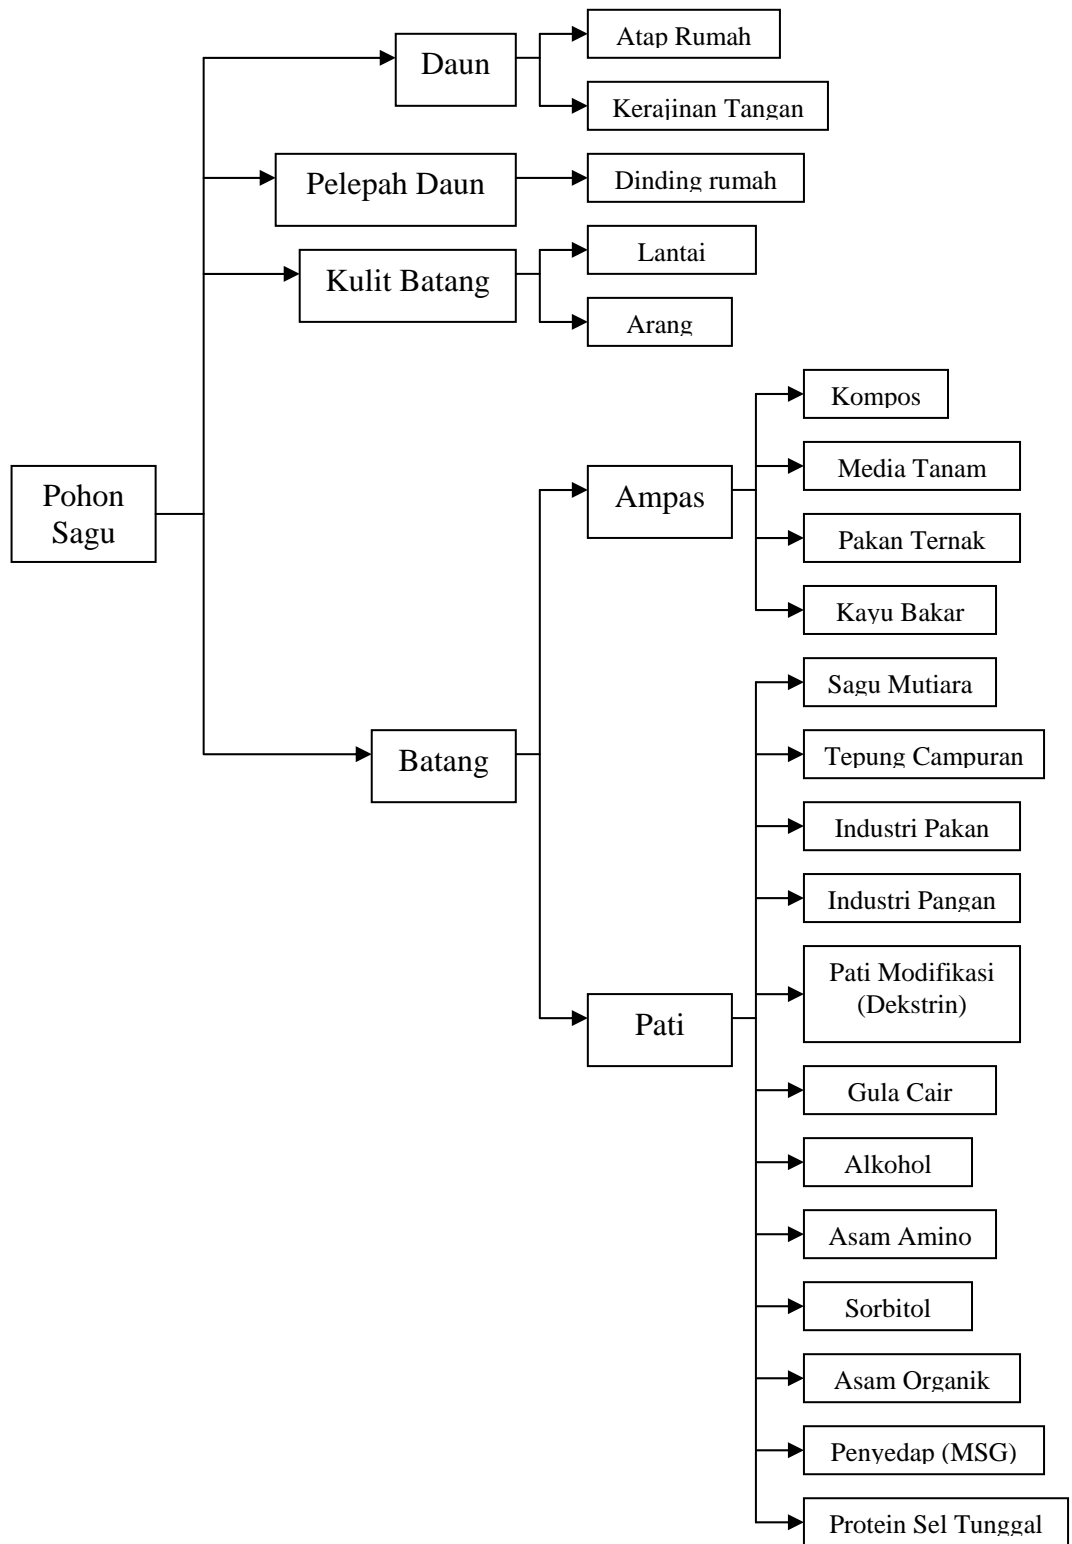 Atap Rumah
Daun
Kerajinan Tangan
Pelepah Daun
Dinding rumah
Lantai
Kulit Batang
Arang
Kompos
Pohon
Sagu
Ampas
Media Tanam
Pakan Ternak
Kayu Bakar
Sagu Mutiara
Batang
Tepung Campuran
Industri Pakan
Industri Pangan
Pati Modifikasi
(Dekstrin)
Pati
Gula Cair
Alkohol
Asam Amino
Sorbitol
Asam Organik
Penyedap (MSG)
Protein Sel Tunggal